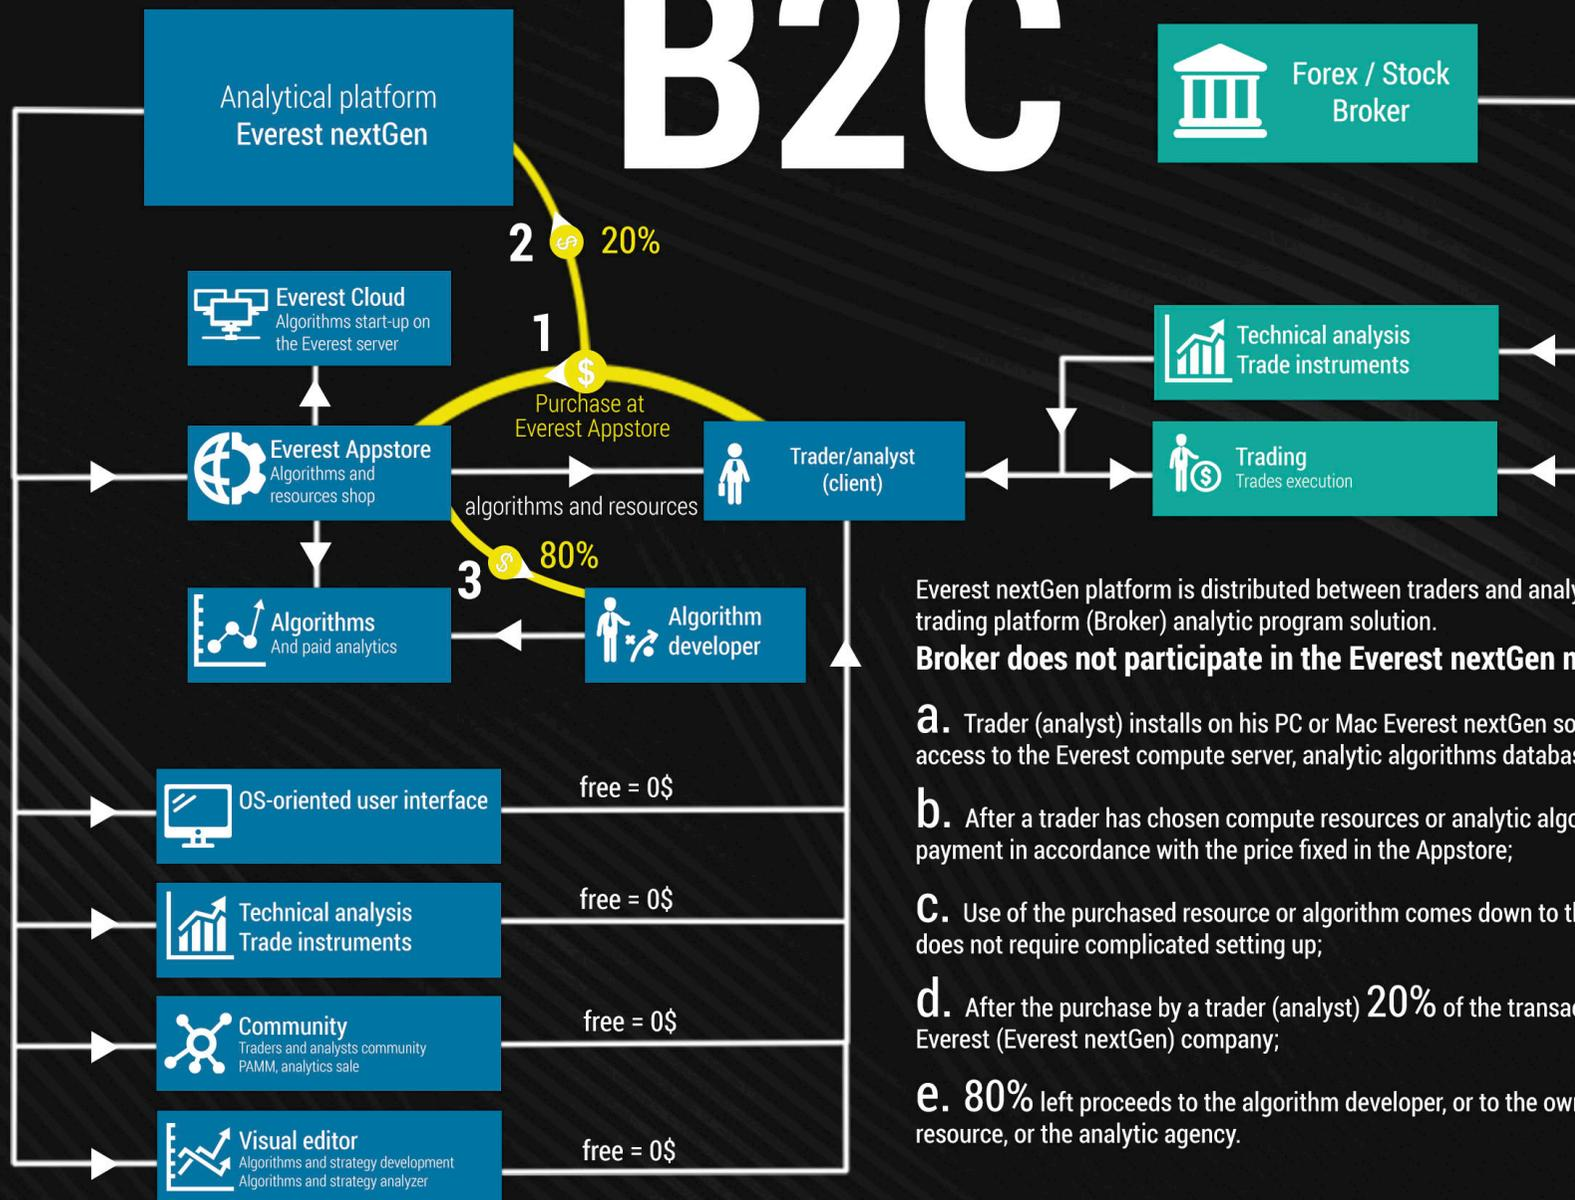 B2C
Analytical platform
Everest nextGen
Forex / Stock
Broker
2
20%
Everest Cloud
Algorithms start-up on
the Everest server
1
$
Purchase at
Everest Appstore
Technical analysis
Trade instruments
Everest Appstore
Algorithms and
resources shop
Trader/analyst
(client)
Trading
Trades execution
algorithms and resources
3
80%
Algorithms
And paid analytics
Algorithm
developer
Everest nextGen platform is distributed between traders and
trading platform (Broker) analytic program solution.
Broker does not participate in the Everest nextGen
a. Trader (analyst) installs on his PC or Mac Everest nextGen
access to the Everest compute server, analytic algorithms
b. After a trader has chosen compute resources or analytic
payment in accordance with the price fixed in the Appstore;
c. Use of the purchased resource or algorithm comes down to
does not require complicated setting up;
d. After the purchase by a trader (analyst) 20% of the
Everest (Everest nextGen) company;
e. 80% left proceeds to the algorithm developer, or to the
resource, or the analytic agency.
OS-oriented user interface
free = 0$
Technical analysis
Trade instruments
free = 0$
Community
Traders and analysts community
PAMM, analytics sale
free = 0$
Visual editor
Algorithms and strategy development
Algorithms and strategy analyzer
free = 0$